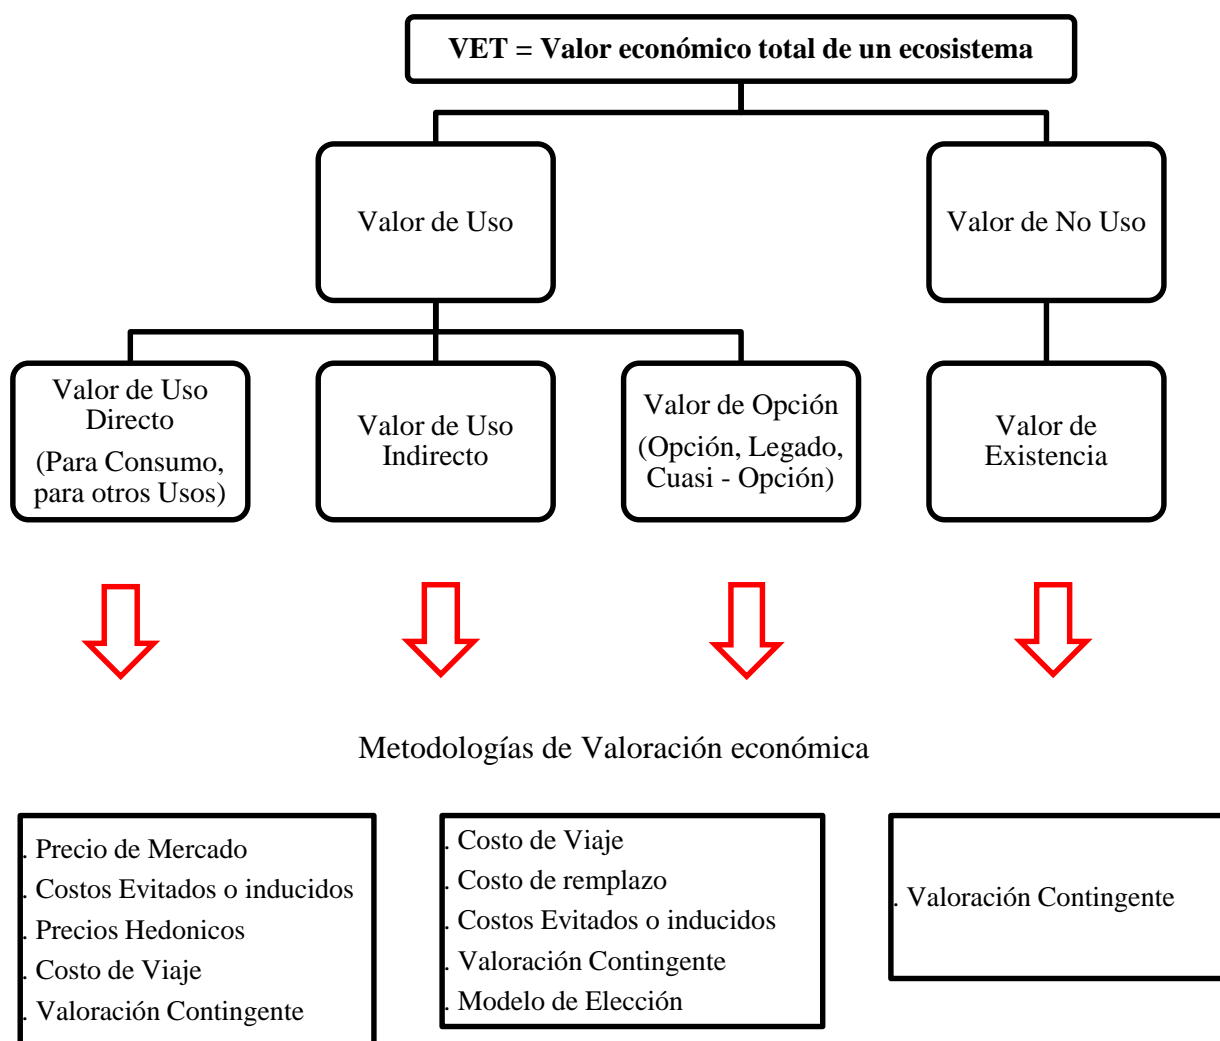 VET = Valor económico total de un ecosistema
Valor de Uso
Valor de No Uso
Valor de Uso
Directo
(Para Consumo,
para otros Usos)
Valor de Uso
Indirecto
Valor de Opción
(Opción, Legado,
Cuasi - Opción)
Valor de
Existencia
Metodologías de Valoración económica
. Precio de Mercado
. Costos Evitados o inducidos
. Precios Hedonicos
. Costo de Viaje
. Valoración Contingente
. Costo de Viaje
. Costo de remplazo
. Costos Evitados o inducidos
. Valoración Contingente
. Modelo de Elección
. Valoración Contingente